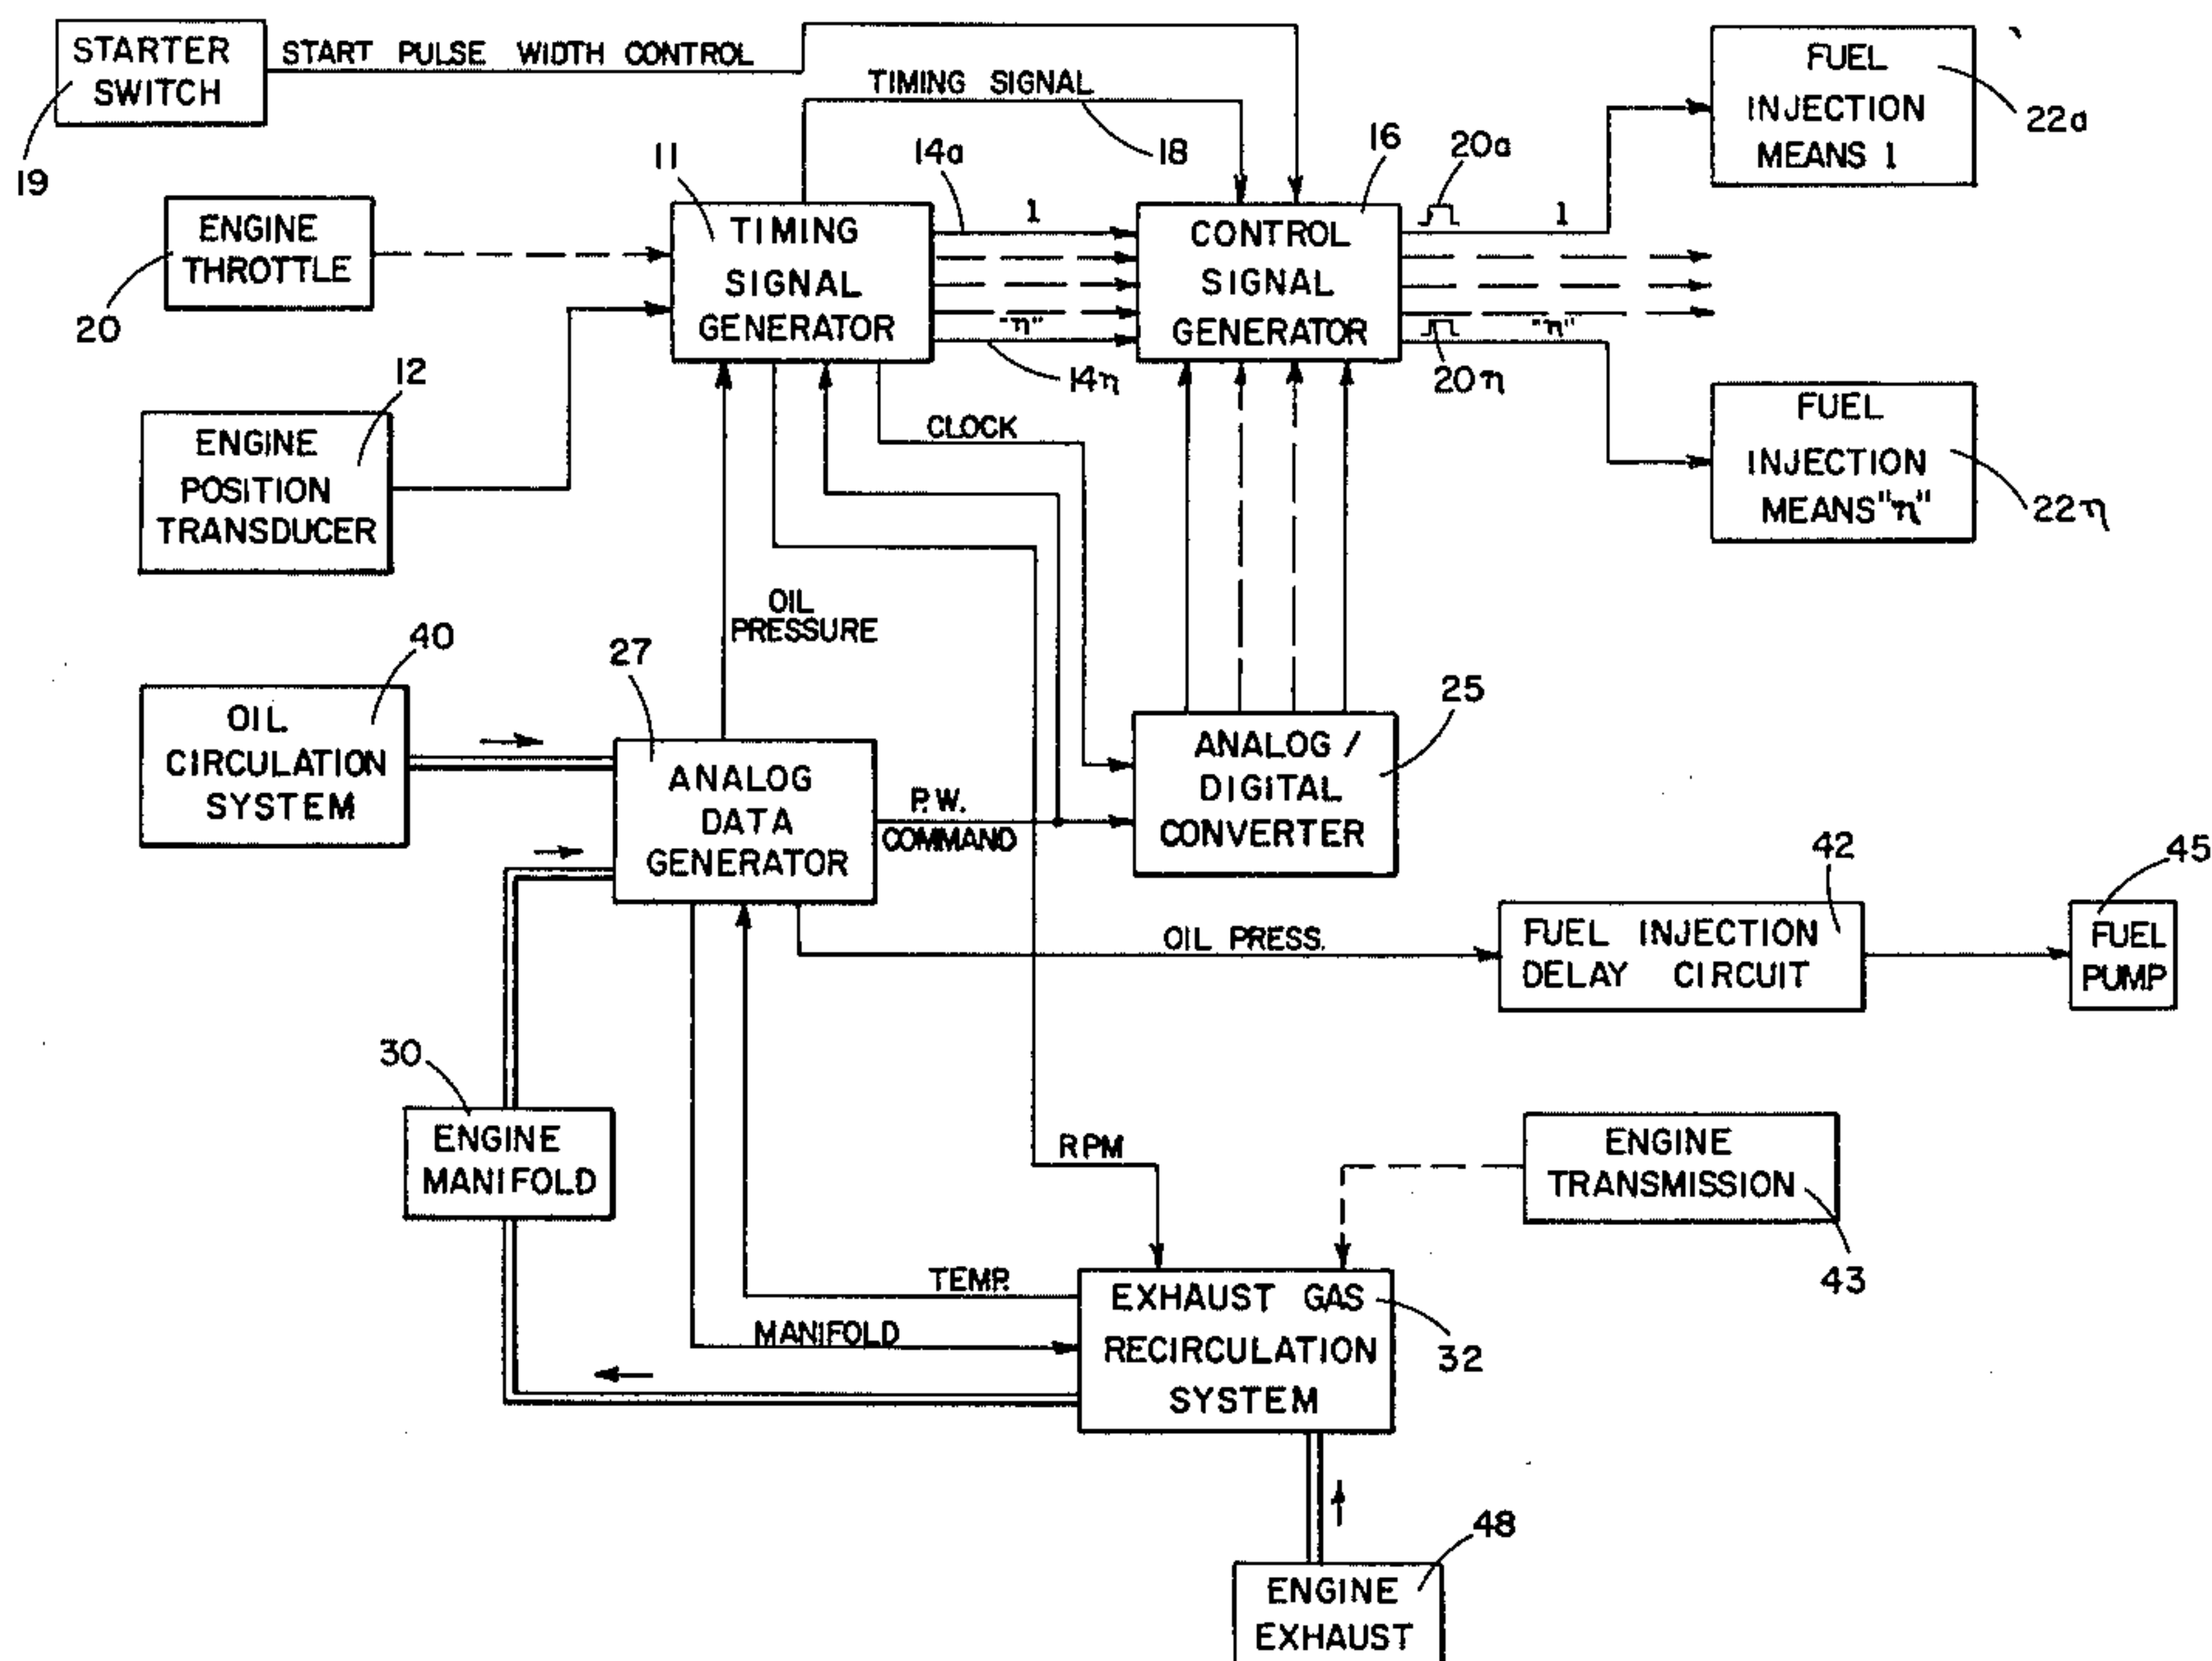 STARTER
SWITCH
19
START PULSE WIDTH CONTROL
TIMING SIGNAL
18
ENGINE
THROTTLE
20
11
TIMING
SIGNAL
GENERATOR
14a
1
"η"
14η
16
CONTROL
SIGNAL
GENERATOR
20a
1
"η"
20η
FUEL
INJECTION
MEANS 1
22a
FUEL
INJECTION
MEANS "η"
22η
12
ENGINE
POSITION
TRANSDUCER
CLOCK
OIL
PRESSURE
40
OIL
CIRCULATION
SYSTEM
27
ANALOG
DATA
GENERATOR
P.W.
COMMAND
25
ANALOG /
DIGITAL
CONVERTER
OIL PRESS.
42
FUEL INJECTION
DELAY CIRCUIT
45
FUEL
PUMP
30
ENGINE
MANIFOLD
RPM
ENGINE
TRANSMISSION
43
TEMP.
MANIFOLD
EXHAUST GAS
RECIRCULATION
SYSTEM
32
48
ENGINE
EXHAUST